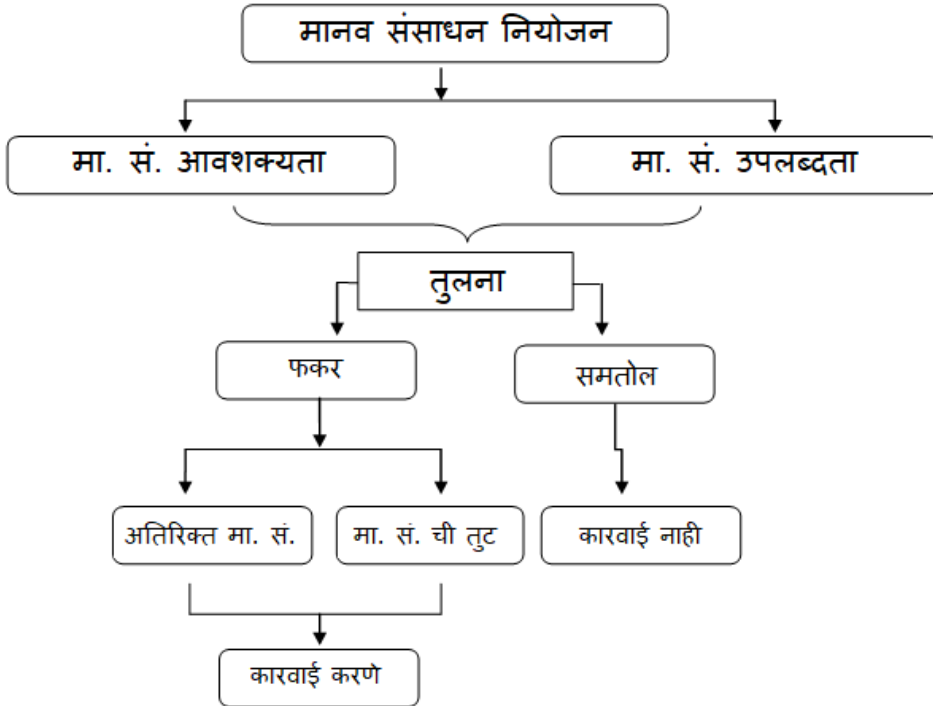 मानव संसाधन नियोजन
मा. सं. आवशक्यता
मा. सं. उपलब्दता
तुलना
फकर
समतोल
अतिरिक्त मा. सं.
मा. सं. ची तुट
कारवाई नाही
कारवाई करणे